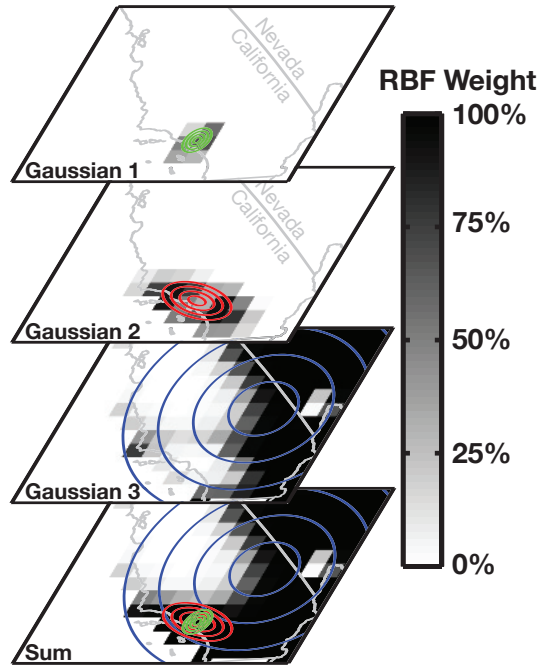 Nevada
California
Gaussian 1
Nevada
California
Gaussian 2
Gaussian 3
Sum
RBF Weight
100%
75%
50%
25%
0%